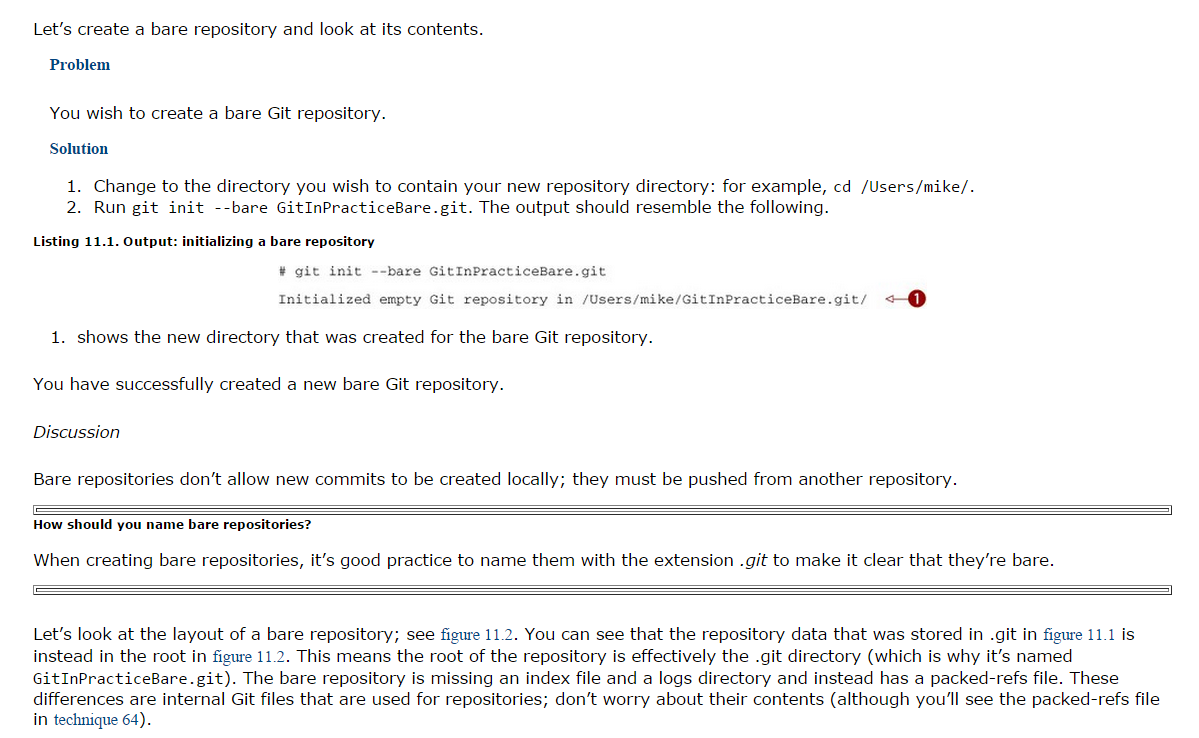 Let’s create a bare repository and look at its contents.
Problem
You wish to create a bare Git repository.
Solution
1. Change to the directory you wish to contain your new repository directory: for example, cd /Users/mike/.
2. Run git init --bare GitInPracticeBare.git. The output should resemble the following.
Listing 11.1. Output: initializing a bare repository
# git init --bare GitInPracticeBare.git
Initialized empty Git repository in /Users/mike/GitInPracticeBare.git/ 1
1. shows the new directory that was created for the bare Git repository.
You have successfully created a new bare Git repository.
Discussion
Bare repositories don’t allow new commits to be created locally; they must be pushed from another repository.
How should you name bare repositories?
When creating bare repositories, it’s good practice to name them with the extension .git to make it clear that they’re bare.
Let’s look at the layout of a bare repository; see figure 11.2. You can see that the repository data that was stored in .git in figure 11.1 is
instead in the root in figure 11.2. This means the root of the repository is effectively the .git directory (which is why it’s named
GitInPracticeBare.git). The bare repository is missing an index file and a logs directory and instead has a packed-refs file. These
differences are internal Git files that are used for repositories; don’t worry about their contents (although you’ll see the packed-refs file
in technique 64).